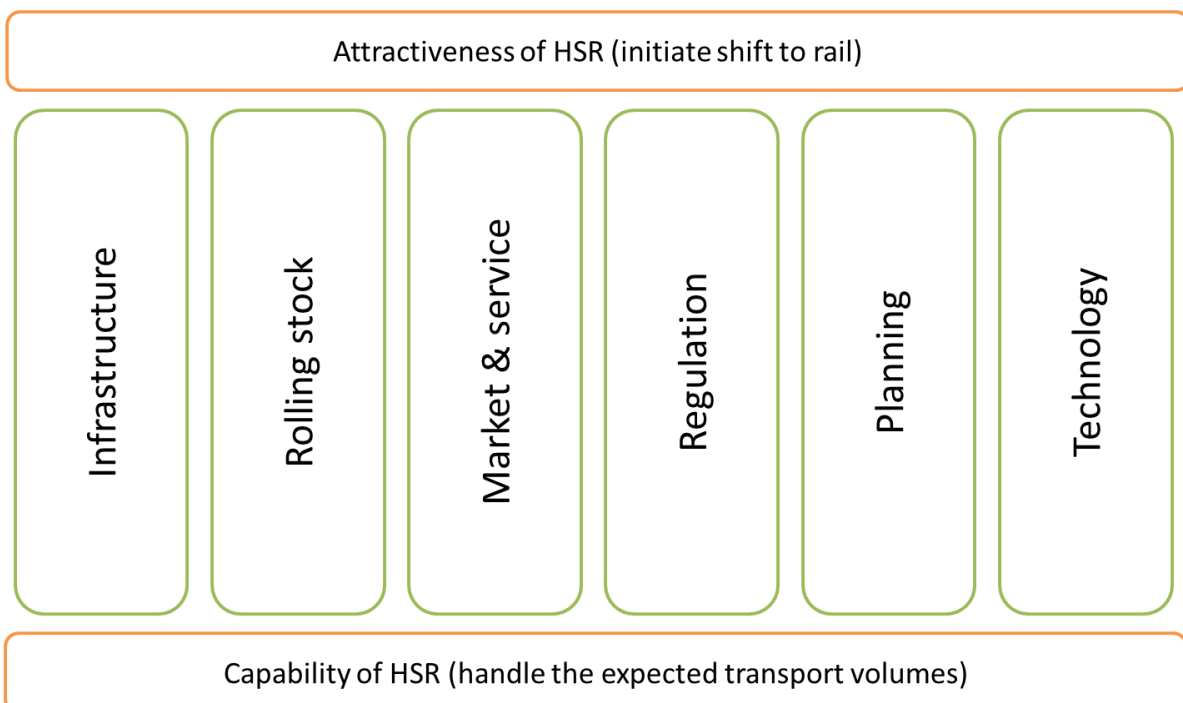 Attractiveness of HSR (initiate shift to rail)
Infrastructure
Rolling stock
Market & service
Regulation
Planning
Technology
Capability of HSR (handle the expected transport volumes)